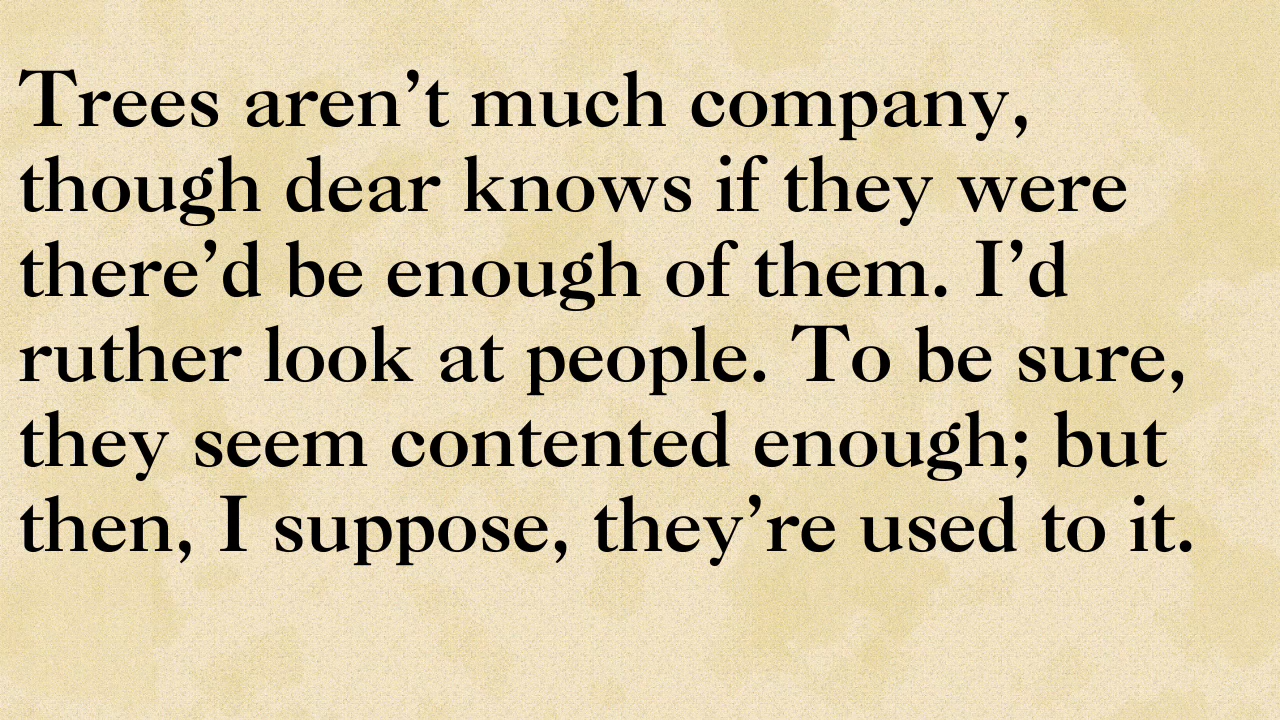 Trees aren’t much company,
though dear knows if they were
there’d be enough of them. I’d
ruther look at people. To be sure,
they seem contented enough; but
then, I suppose, they’re used to it.